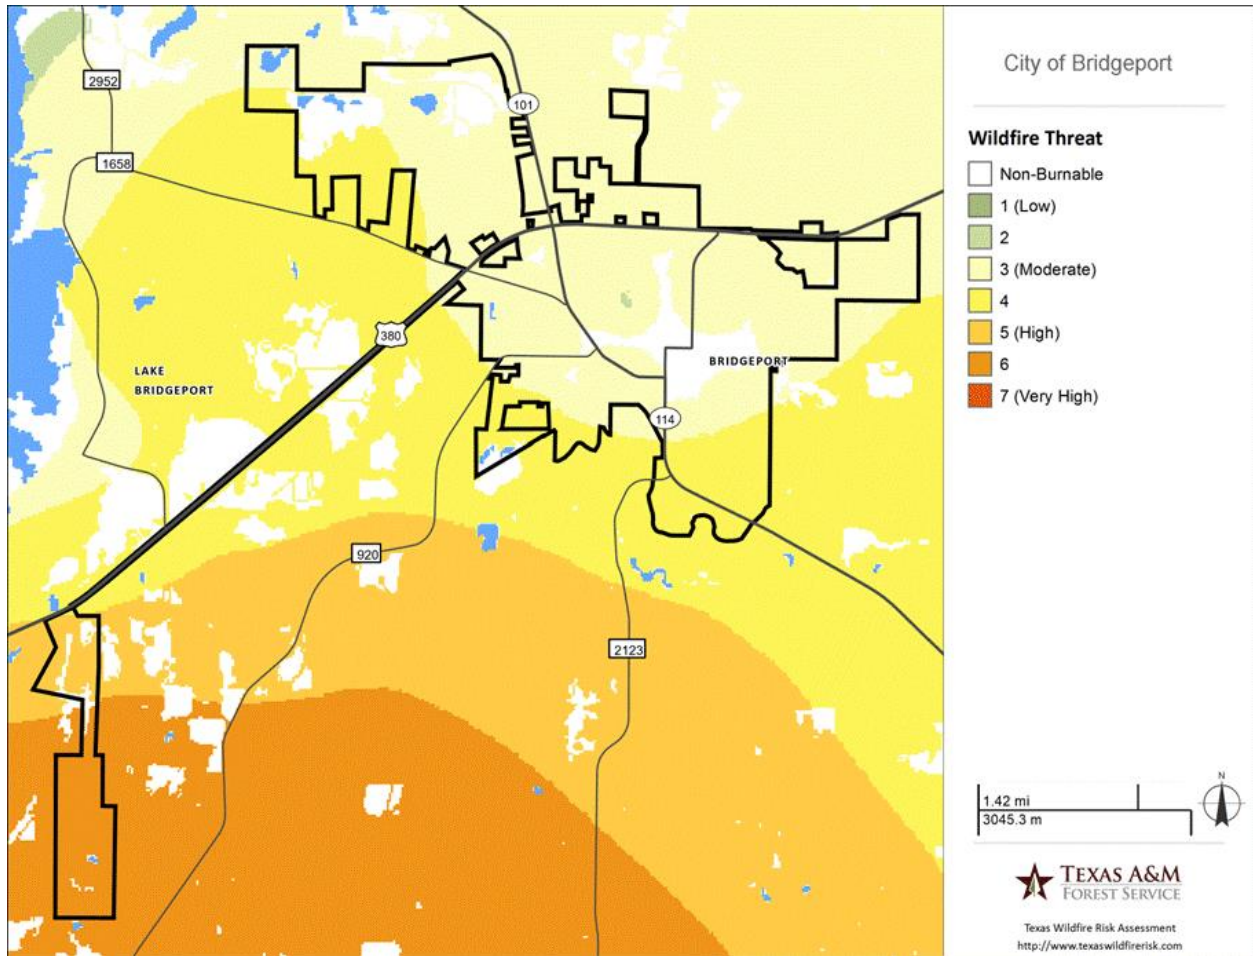 City of Bridgeport
Wildfire Threat
Non-Burnable
1 (Low)
2
3 (Moderate)
4
5 (High)
6
7 (Very High)
2952
101
1658
380
LAKE
BRIDGEPORT
BRIDGEPORT
114
920
2123
N
1.42 mi
3045.3 m
TEXAS A&M
FOREST SERVICE
Texas Wildfire Risk Assessment
http://www.texaswildfirerisk.com